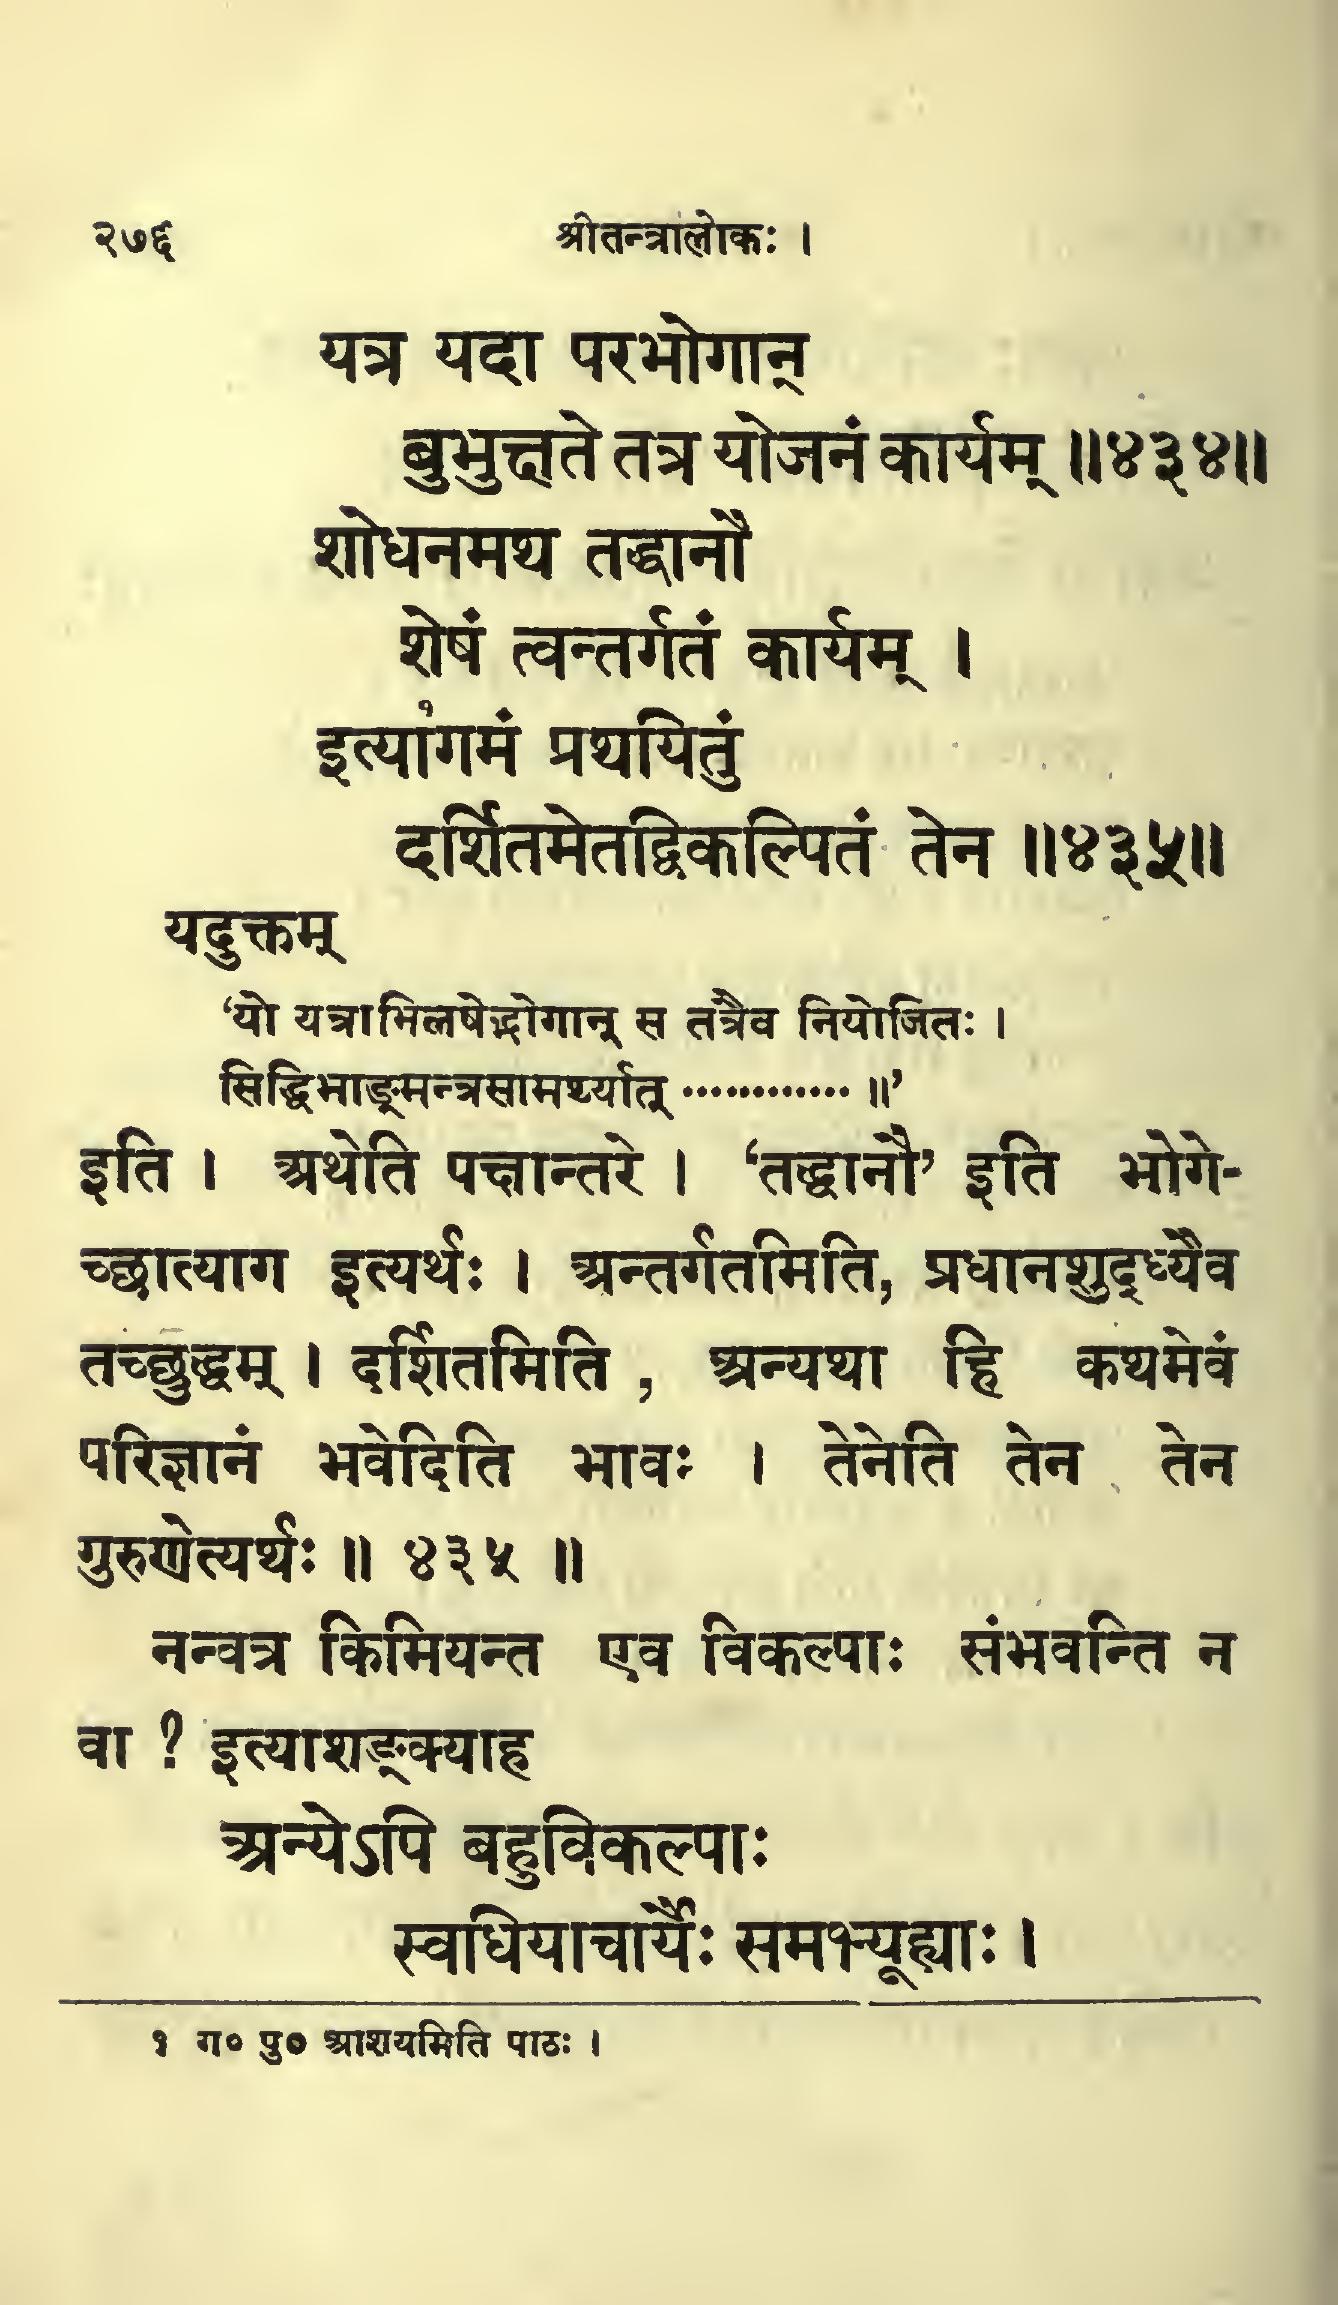 २७६ श्रीतन्त्रालोकः ।
यत्र यदा परभोगान्
बुभुक्षते तत्र योजनं कार्यम् ॥४३४॥
शोधनमथ तद्धानौ
शेषं त्वन्तर्गतं कार्यम् ।
इत्या१गमं प्रथयितुं
दर्शितमेतद्विकल्पितं तेन ॥४३५॥
यदुक्तम्
‘यो यत्राभिलषेद्भोगान् स तत्रैव नियोजितः ।
सिद्धिभाङ्मन्त्रसामर्थ्यात् ............ ॥’
इति । अथेति पक्षान्तरे । ‘तद्धानौ’ इति भोगे-
च्छात्याग इत्यर्थः । अन्तर्गतमिति, प्रधानशुद्ध्यैव
तच्छुद्धम् । दर्शितमिति , अन्यथा हि कथमेवं
परिज्ञानं भवेदिति भावः । तेनेति तेन तेन
गुरुणेत्यर्थः ॥ ४३५ ॥
नन्वत्र किमियन्त एव विकल्पाः संभवन्ति न
वा ? इत्याशङ्क्याह
अन्येऽपि बहुविकल्पाः
स्वधियाचार्यैः समभ्यूह्याः ।
१ ग० पु० आशयमिति पाठः ।